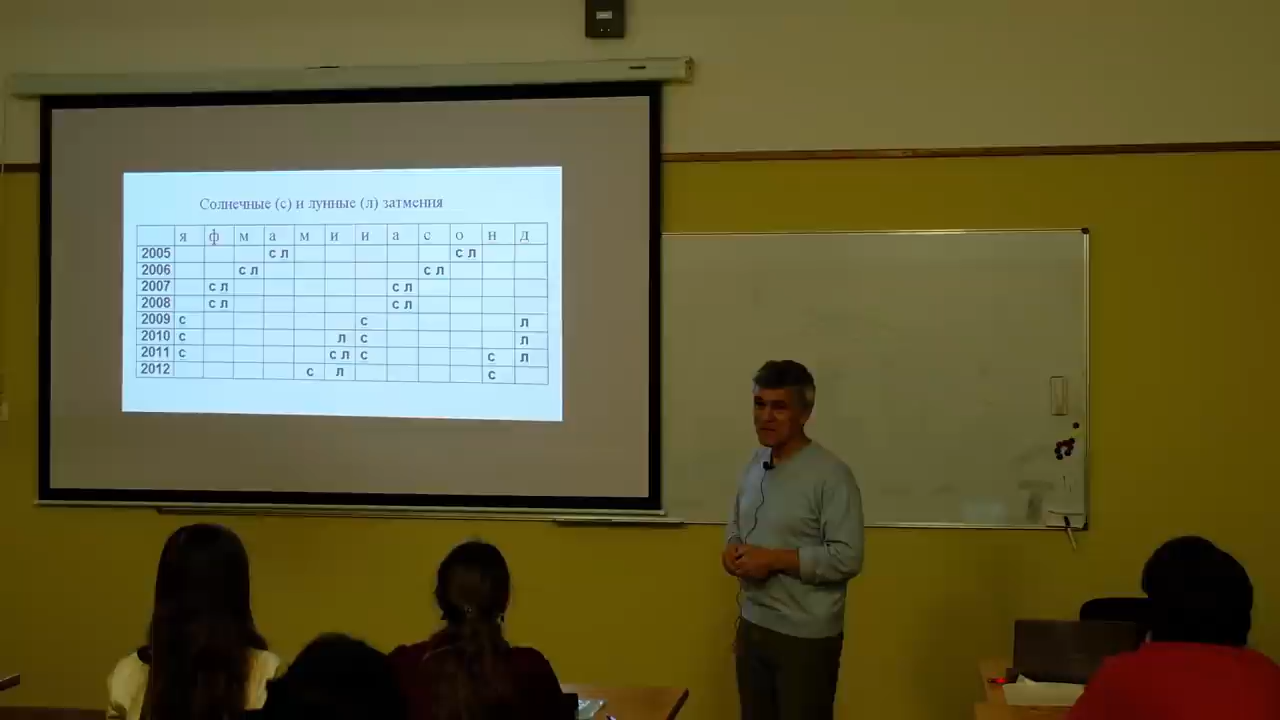 Солнечные (с) и лунные (л) затмения
я ф м а м и и а с о н д
2005 с л с л
2006 с л с л
2007 с л с л
2008 с л с л
2009 с с л
2010 с л с л
2011 с с л с с л
2012 с л с